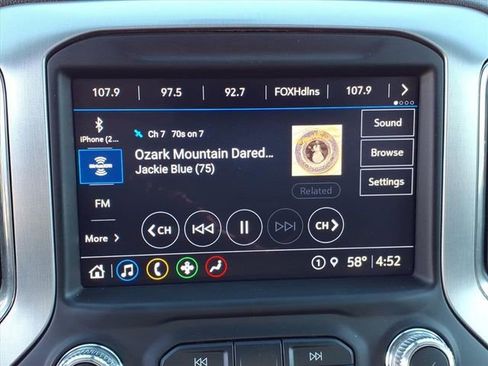 107.9 97.5 92.7 FOXHdlns 107.9
iPhone (2...
Ch 7 70s on 7
Ozark Mountain Dared...
Jackie Blue (75)
Sound
Browse
Settings
Related
FM
More
CH
CH
1 58° 4:52